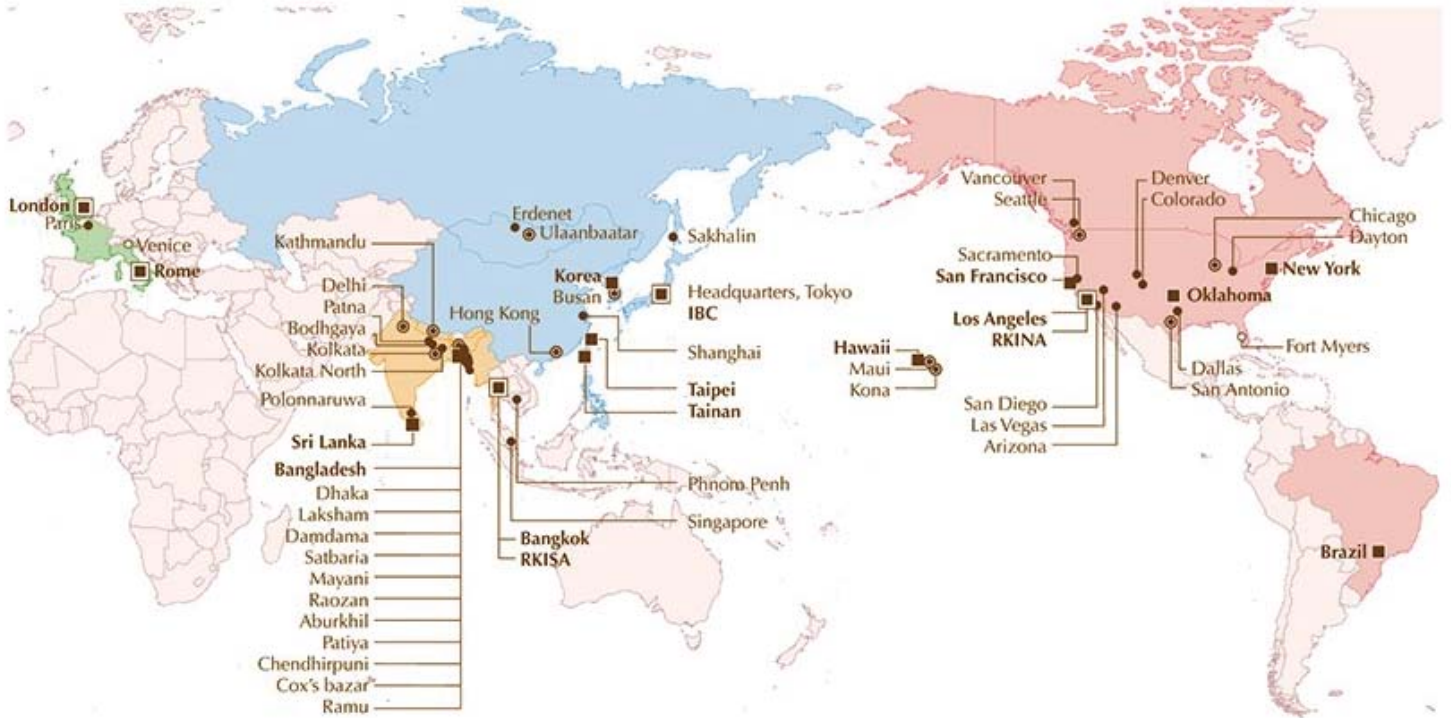 London
Paris
Venice
Rome
Kathmandu
Delhi
Patna
Bodhgaya
Kolkata
Kolkata North
Polonnaruwa
Sri Lanka
Bangladesh
Dhaka
Laksham
Damdama
Satbaria
Mayani
Raozan
Aburkhil
Patiya
Chendhirpuni
Cox's bazar
Ramu
Erdenet
Ulaanbaatar
Sakhalin
Korea
Busan
Headquarters, Tokyo
IBC
Hong Kong
Shanghai
Taipei
Tainan
Phnom Penh
Singapore
Bangkok
RKISA
Hawaii
Maui
Kona
Vancouver
Seattle
Sacramento
San Francisco
Los Angeles
RKINA
San Diego
Las Vegas
Arizona
Denver
Colorado
Chicago
Dayton
New York
Oklahoma
Fort Myers
Dallas
San Antonio
Brazil